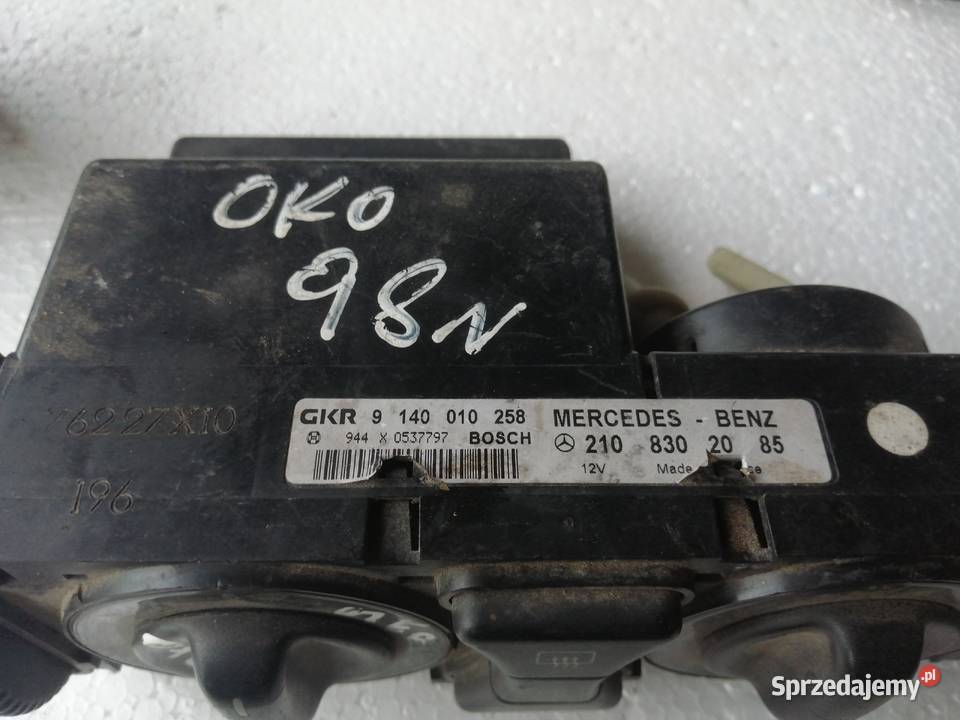 OKO
98N
76227X10
196
GKR 9 140 010 258 MERCEDES - BENZ
944 X 0537797 BOSCH 210 830 20 85
12V Made
Sprzedajemy.pl